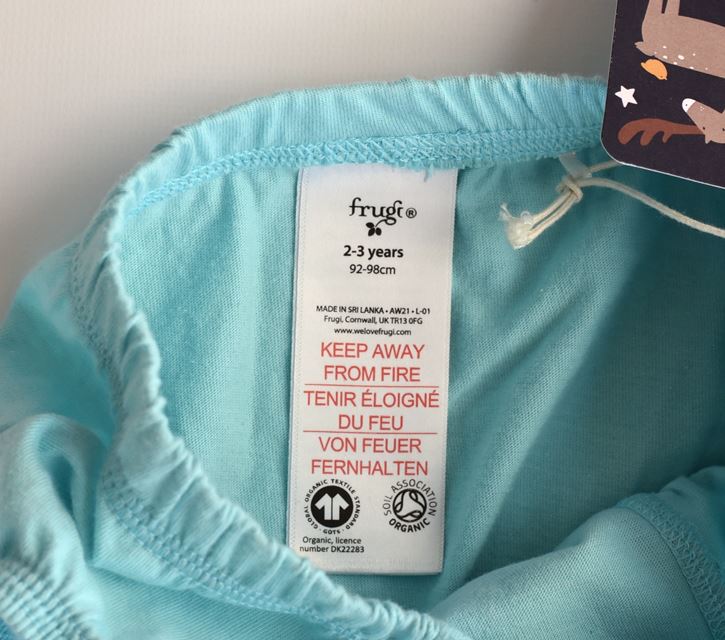 frugi®
2-3 years
92-98cm
MADE IN SRI LANKA • AW21 • L-01
Frugi, Cornwall, UK TR13 0FG
www.welovefrugi.com
KEEP AWAY
FROM FIRE
TENIR ÉLOIGNÉ
DU FEU
VON FEUER
FERNHALTEN
GLOBAL ORGANIC TEXTILE STANDARD · GOTS ·
SOIL ASSOCIATION
ORGANIC
Organic, licence
number DK22283